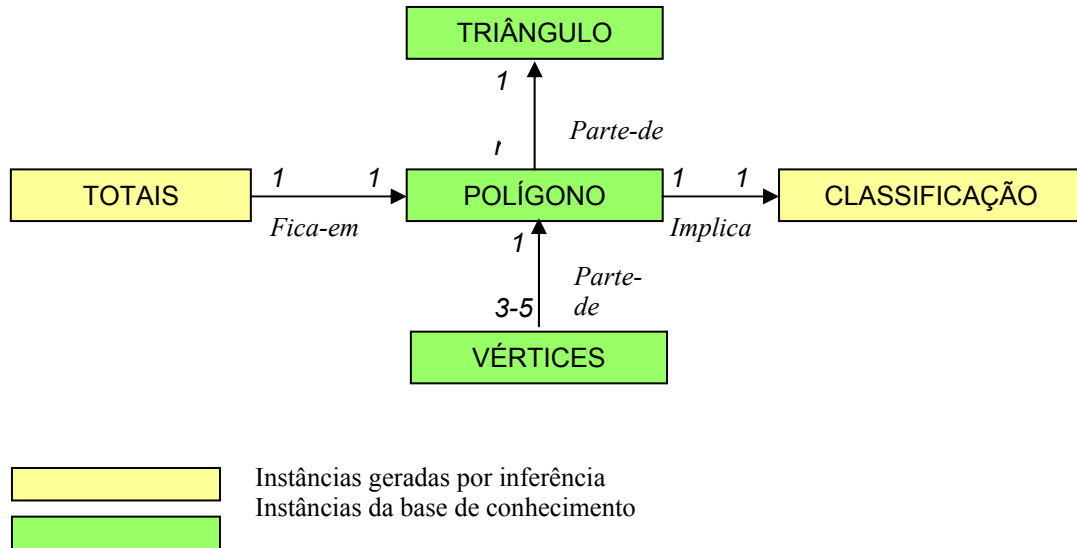 TRIÂNGULO
1
Parte-de
TOTAIS
1
1
POLÍGONO
1
1
CLASSIFICAÇÃO
Fica-em
Implica
1
Parte-
de
3-5
VÉRTICES
Instâncias geradas por inferência
Instâncias da base de conhecimento